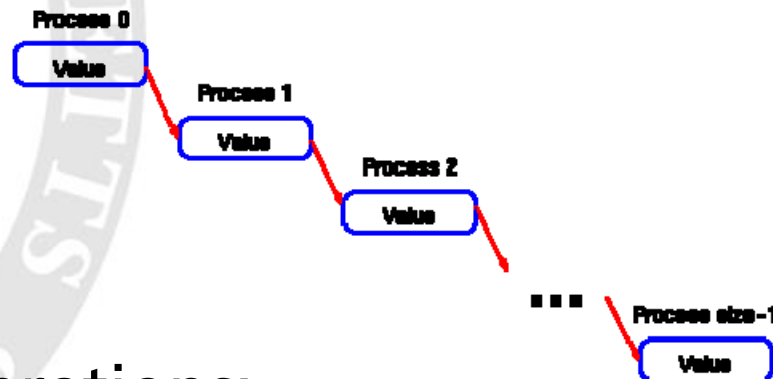 Process 0
Value
Process 1
Value
Process 2
Value
...
Process size-1
Value